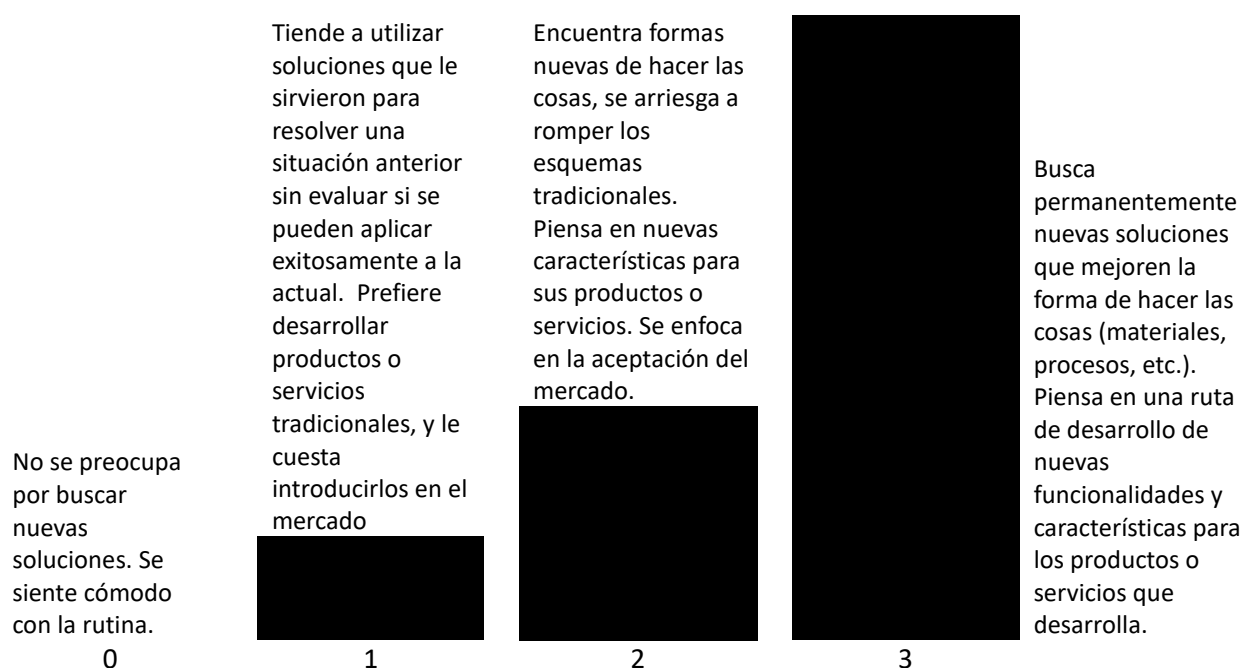 No se preocupa
por buscar
nuevas
soluciones. Se
siente cómodo
con la rutina.
0
Tiende a utilizar
soluciones que le
sirvieron para
resolver una
situación anterior
sin evaluar si se
pueden aplicar
exitosamente a la
actual.  Prefiere
desarrollar
productos o
servicios
tradicionales, y le
cuesta
introducirlos en el
mercado
1
Encuentra formas
nuevas de hacer las
cosas, se arriesga a
romper los
esquemas
tradicionales.
Piensa en nuevas
características para
sus productos o
servicios. Se enfoca
en la aceptación del
mercado.
2
Busca
permanentemente
nuevas soluciones
que mejoren la
forma de hacer las
cosas (materiales,
procesos, etc.).
Piensa en una ruta
de desarrollo de
nuevas
funcionalidades y
características para
los productos o
servicios que
desarrolla.
3